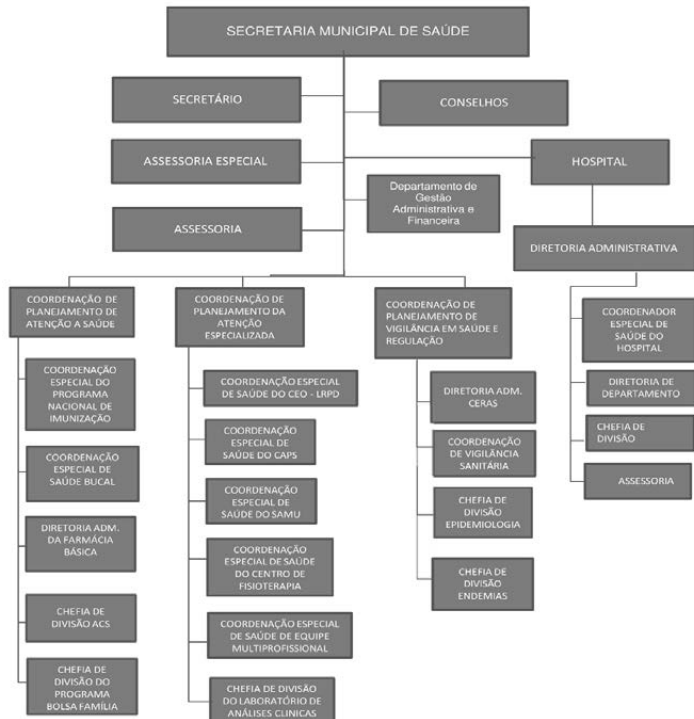 SECRETARIA MUNICIPAL DE SAÚDE
SECRETÁRIO
CONSELHOS
ASSESSORIA ESPECIAL
HOSPITAL
Departamento de
Gestão
Administrativa e
Financeira
ASSESSORIA
DIRETORIA ADMINISTRATIVA
COORDENAÇÃO DE
PLANEJAMENTO DE
ATENÇÃO A SAÚDE
COORDENAÇÃO ESPECIAL DO
PROGRAMA
NACIONAL DE
IMUNIZAÇÃO
COORDENAÇÃO
ESPECIAL DE
SAÚDE BUCAL
DIRETORIA ADM.
DA FARMÁCIA
BÁSICA
CHEFIA DE
DIVISÃO ACS
CHEFIA DE
DIVISÃO DO
PROGRAMA
BOLSA FAMÍLIA
COORDENAÇÃO
DE PLANEJAMENTO DA
ATENÇÃO
ESPECIALIZADA
COORDENAÇÃO ESPECIAL
DE SAÚDE DO CEO - LRPD
COORDENAÇÃO
ESPECIAL DE
SAÚDE DO CAPS
COORDENAÇÃO
ESPECIAL DE
SAÚDE DO SAMU
COORDENAÇÃO
ESPECIAL DE SAÚDE
DO CENTRO DE
FISIOTERAPIA
COORDENAÇÃO ESPECIAL
DE SAÚDE DE EQUIPE
MULTIPROFISSIONAL
CHEFIA DE DIVISÃO
DO LABORATÓRIO DE
ANÁLISES CLINICAS
COORDENAÇÃO DE
PLANEJAMENTO
DE VIGILÂNCIA
EM SAÚDE E
REGULAÇÃO
DIRETORIA ADM.
CERAS
COORDENAÇÃO
DE VIGILÂNCIA
SANITÁRIA
CHEFIA DE
DIVISÃO
EPIDEMIOLOGIA
CHEFIA DE
DIVISÃO
ENDEMIAS
COORDENADOR
ESPECIAL DE
SAÚDE DO
HOSPITAL
DIRETORIA DE
DEPARTAMENTO
CHEFIA DE
DIVISÃO
ASSESSORIA